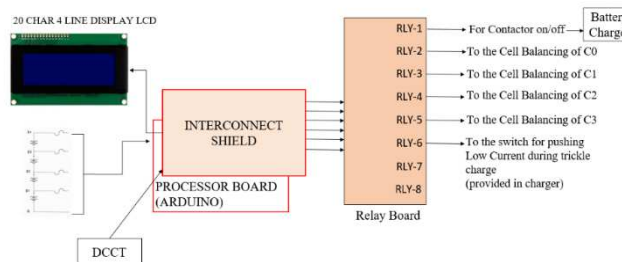 20 CHAR 4 LINE DISPLAY LCD
INTERCONNECT
SHIELD
PROCESSOR BOARD
(ARDUINO)
DCCT
RLY-1
RLY-2
RLY-3
RLY-4
RLY-5
RLY-6
RLY-7
RLY-8
Relay Board
For Contactor on/off
To the Cell Balancing of C0
To the Cell Balancing of C1
To the Cell Balancing of C2
To the Cell Balancing of C3
To the switch for pushing
Low Current during trickle
charge
(provided in charger)
Batter
Charge